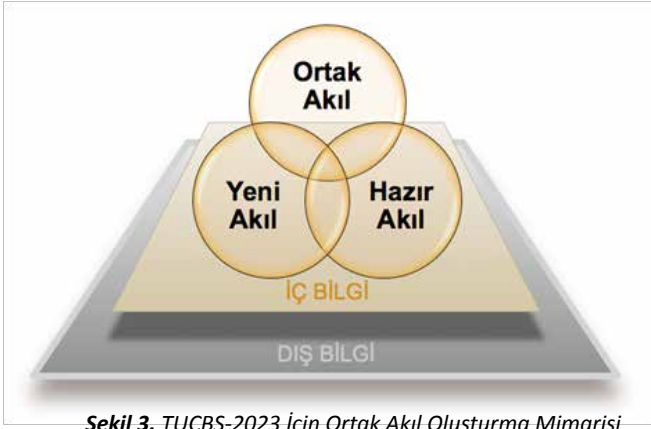 Ortak
Akıl
Yeni
Akıl
Hazır
Akıl
İÇ BİLGİ
DIŞ BİLGİ
Şekil 3. TUCBS-2023 İçin Ortak Akıl Oluşturma Mimarisi